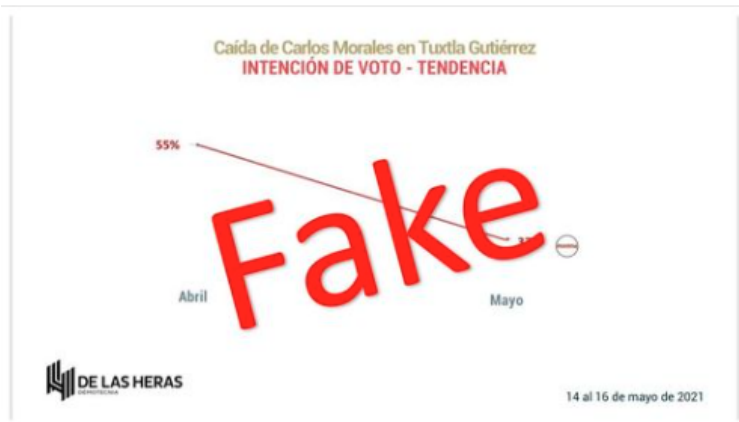 Caída de Carlos Morales en Tuxtla Gutiérrez
INTENCIÓN DE VOTO - TENDENCIA
55%
Fake
Abril
Mayo
DE LAS HERAS
DEMOTECNIA
14 al 16 de mayo de 2021